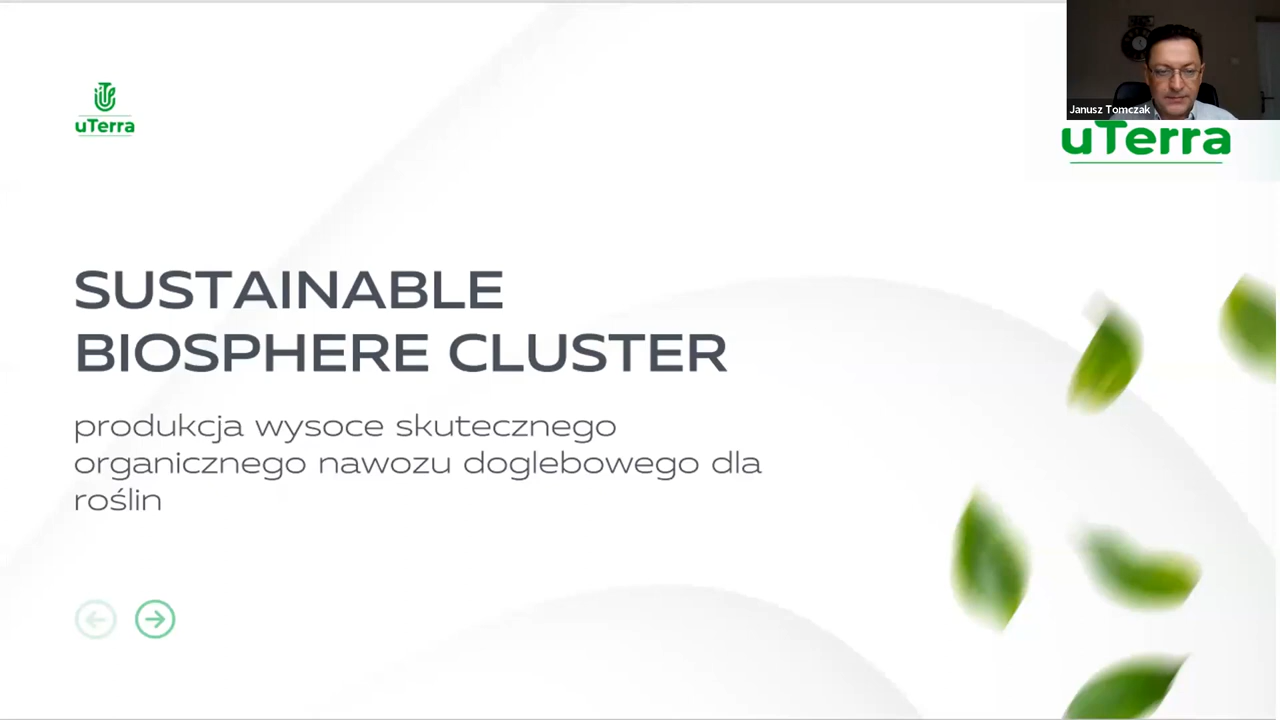 uTerra
Janusz Tomczak
uTerra
SUSTAINABLE
BIOSPHERE CLUSTER
produkcja wysoce skutecznego
organicznego nawozu doglebowego dla
roślin